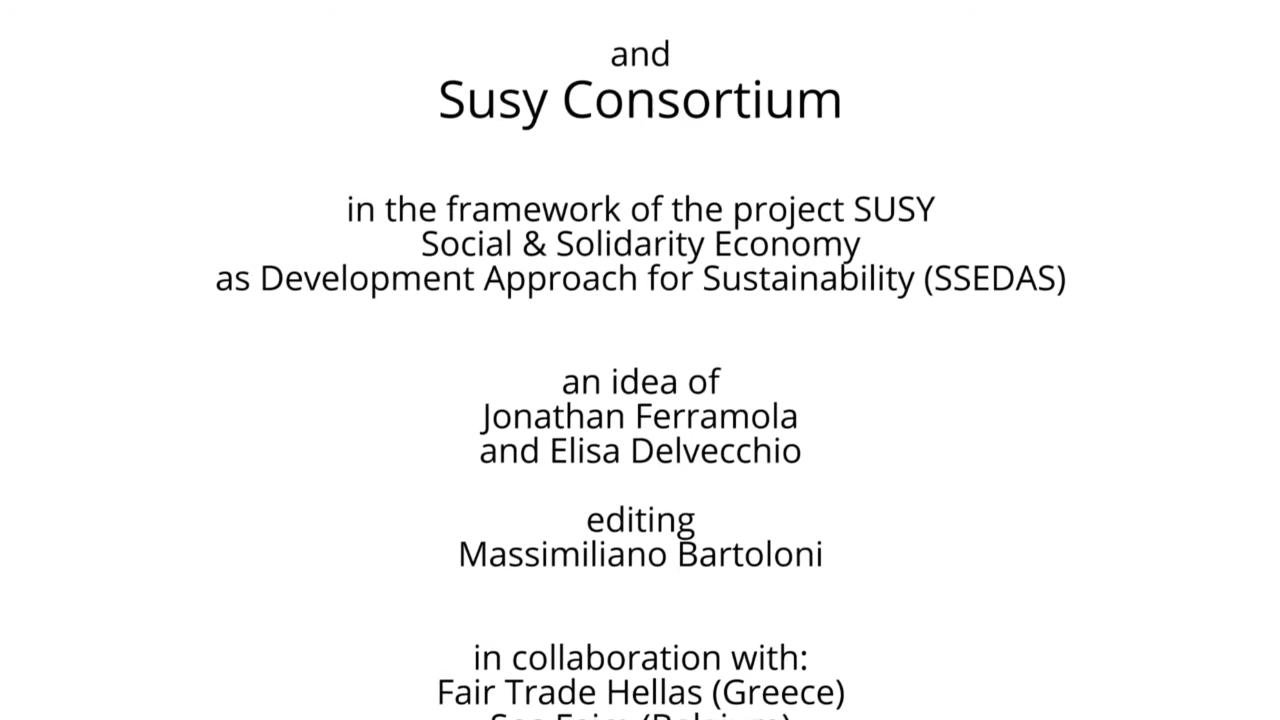 and
Susy Consortium
in the framework of the project SUSY
Social & Solidarity Economy
as Development Approach for Sustainability (SSEDAS)
an idea of
Jonathan Ferramola
and Elisa Delvecchio
editing
Massimiliano Bartoloni
in collaboration with:
Fair Trade Hellas (Greece)